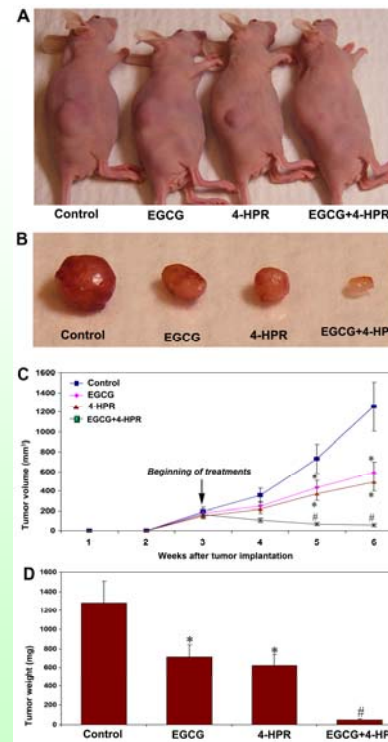 A
Control EGCG 4-HPR EGCG+4-HPR
B
Control EGCG 4-HPR EGCG+4-HP
C
Control
EGCG
4-HPR
EGCG+4-HPR
Tumor volume (mm³)
1600
1400
1200
1000
800
600
400
200
0
Beginning of treatments
* * * * # #
1 2 3 4 5 6
Weeks after tumor implantation
D
Tumor weight (mg)
1600
1400
1200
1000
800
600
400
200
0
* * #
Control EGCG 4-HPR EGCG+4-HP